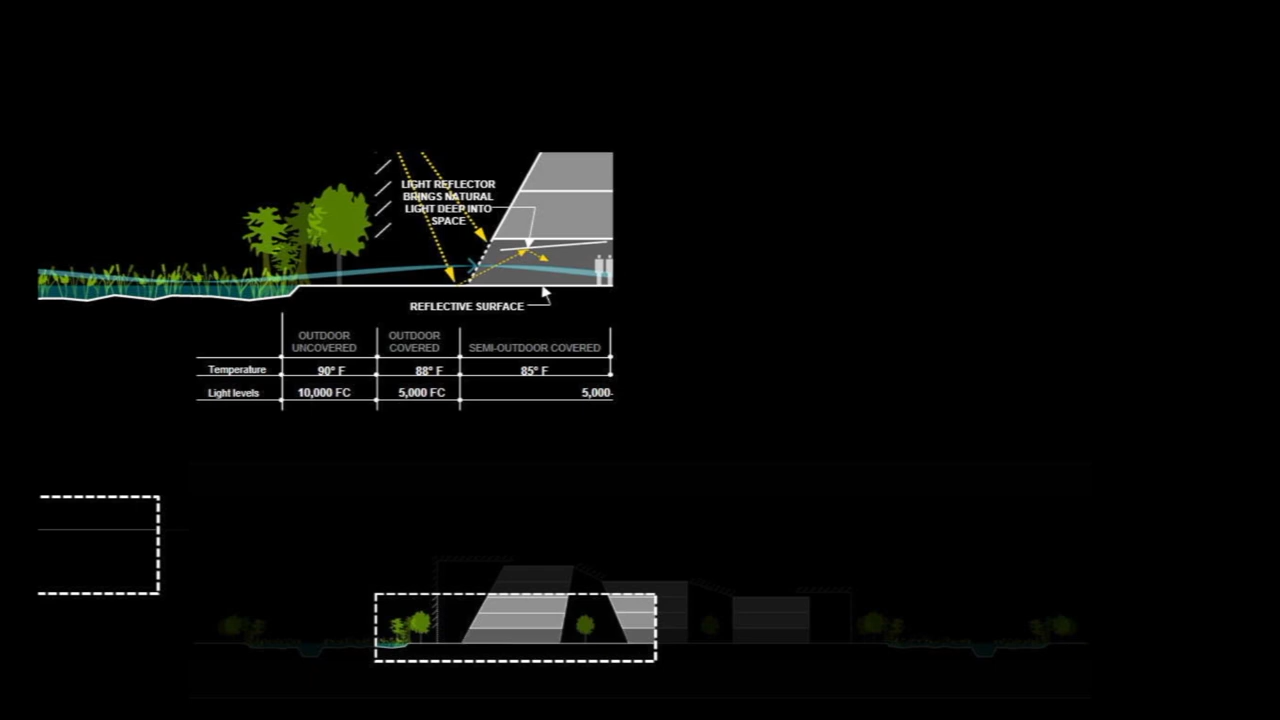 LIGHT REFLECTOR
BRINGS NATURAL
LIGHT DEEP INTO
SPACE
REFLECTIVE SURFACE
OUTDOOR UNCOVERED OUTDOOR COVERED SEMI-OUTDOOR COVERED
Temperature 90° F 88° F 85° F
Light levels 10,000 FC 5,000 FC 5,000-